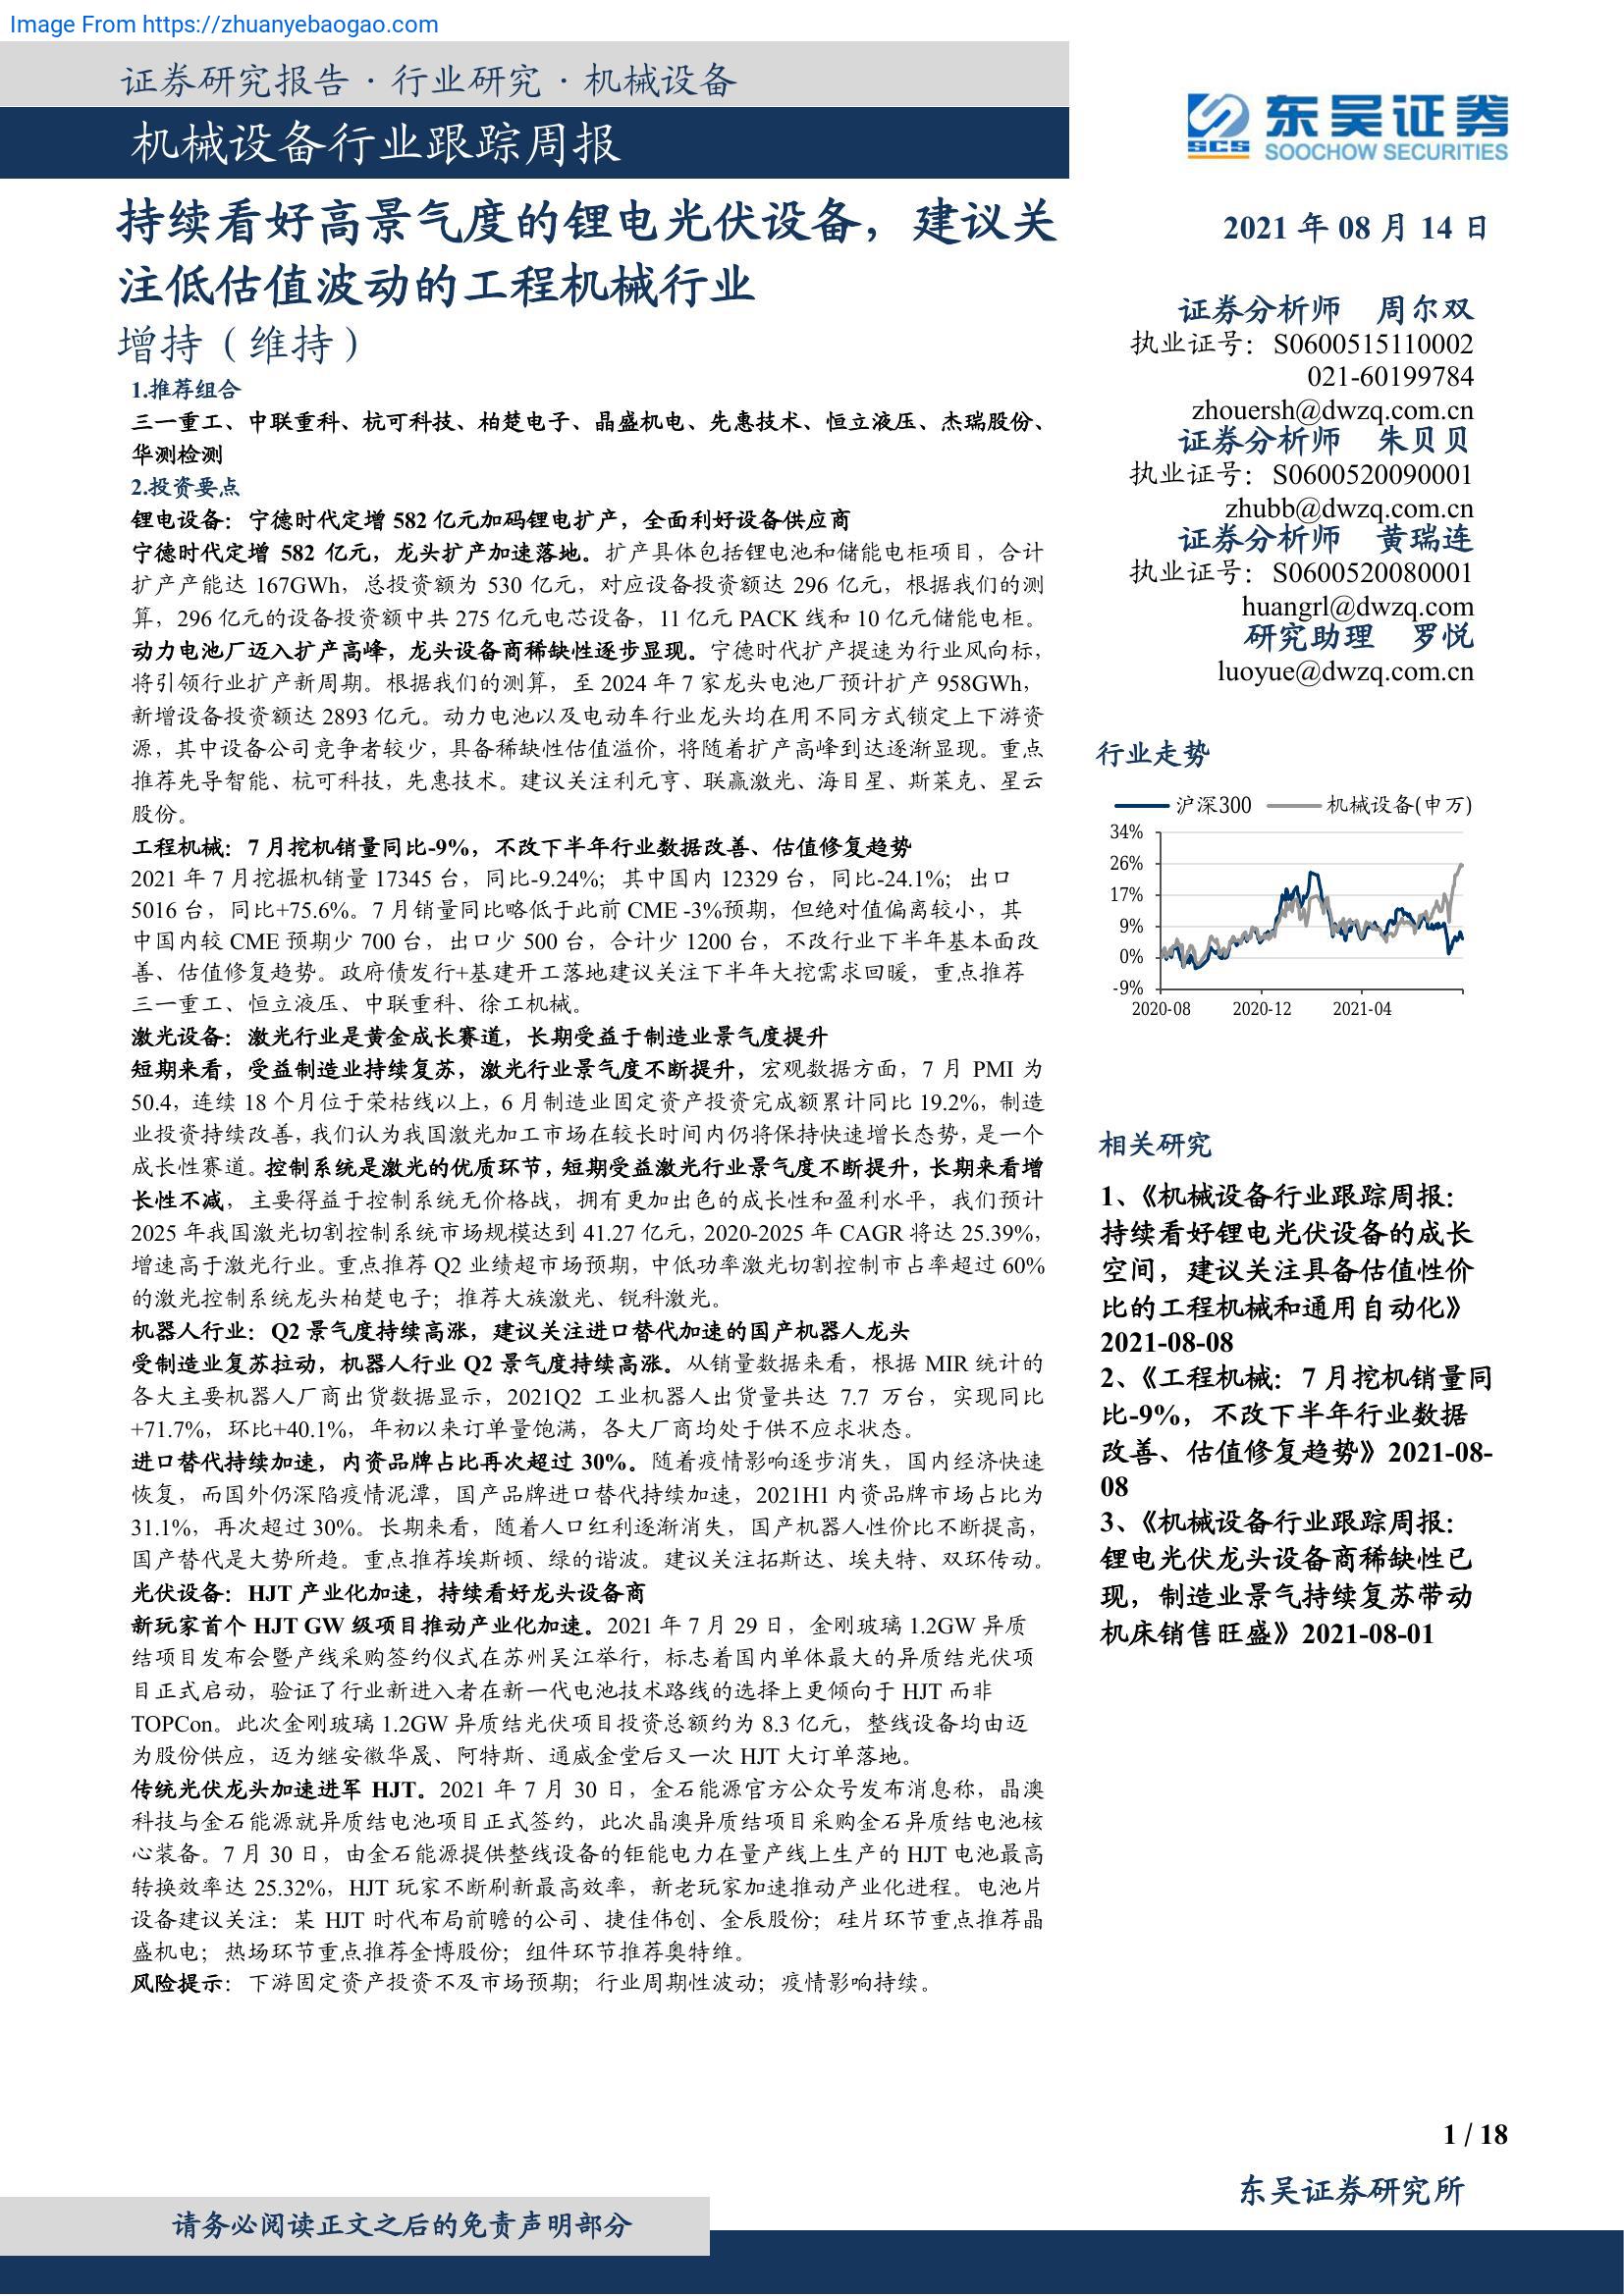 Image From https://zhuanyebaogao.com
证券研究报告·行业研究·机械设备
机械设备行业跟踪周报
持续看好高景气度的锂电光伏设备，建议关
注低估值波动的工程机械行业
增持（维持）
1.推荐组合
三一重工、中联重科、杭可科技、柏楚电子、晶盛机电、先惠技术、恒立液压、杰瑞股份、
华测检测
2.投资要点
锂电设备：宁德时代定增 582 亿元加码锂电扩产，全面利好设备供应商
宁德时代定增 582 亿元，龙头扩产加速落地。扩产具体包括锂电池和储能电柜项目，合计
扩产产能达 167GWh，总投资额为 530 亿元，对应设备投资额达 296 亿元，根据我们的测
算，296 亿元的设备投资额中共 275 亿元电芯设备，11 亿元 PACK 线和 10 亿元储能电柜。
动力电池厂迈入扩产高峰，龙头设备商稀缺性逐步显现。宁德时代扩产提速为行业风向标，
将引领行业扩产新周期。根据我们的测算，至 2024 年 7 家龙头电池厂预计扩产 958GWh，
新增设备投资额达 2893 亿元。动力电池以及电动车行业龙头均在用不同方式锁定上下游资
源，其中设备公司竞争者较少，具备稀缺性估值溢价，将随着扩产高峰到达逐渐显现。重点
推荐先导智能、杭可科技，先惠技术。建议关注利元亨、联赢激光、海目星、斯莱克、星云
股份。
工程机械：7 月挖机销量同比-9%，不改下半年行业数据改善、估值修复趋势
2021 年 7 月挖掘机销量 17345 台，同比-9.24%；其中国内 12329 台，同比-24.1%；出口
5016 台，同比+75.6%。7 月销量同比略低于此前 CME -3%预期，但绝对值偏离较小，其
中国内较 CME 预期少 700 台，出口少 500 台，合计少 1200 台，不改行业下半年基本面改
善、估值修复趋势。政府债发行+基建开工落地建议关注下半年大挖需求回暖，重点推荐
三一重工、恒立液压、中联重科、徐工机械。
激光设备：激光行业是黄金成长赛道，长期受益于制造业景气度提升
短期来看，受益制造业持续复苏，激光行业景气度不断提升，宏观数据方面，7 月 PMI 为
50.4，连续 18 个月位于荣枯线以上，6 月制造业固定资产投资完成额累计同比 19.2%，制造
业投资持续改善，我们认为我国激光加工市场在较长时间内仍将保持快速增长态势，是一个
成长性赛道。控制系统是激光的优质环节，短期受益激光行业景气度不断提升，长期来看增
长性不减，主要得益于控制系统无价格战，拥有更加出色的成长性和盈利水平，我们预计
2025 年我国激光切割控制系统市场规模达到 41.27 亿元，2020-2025 年 CAGR 将达 25.39%，
增速高于激光行业。重点推荐 Q2 业绩超市场预期，中低功率激光切割控制市占率超过 60%
的激光控制系统龙头柏楚电子；推荐大族激光、锐科激光。
机器人行业：Q2 景气度持续高涨，建议关注进口替代加速的国产机器人龙头
受制造业复苏拉动，机器人行业 Q2 景气度持续高涨。从销量数据来看，根据 MIR 统计的
各大主要机器人厂商出货数据显示，2021Q2 工业机器人出货量共达 7.7 万台，实现同比
+71.7%，环比+40.1%，年初以来订单量饱满，各大厂商均处于供不应求状态。
进口替代持续加速，内资品牌占比再次超过 30%。随着疫情影响逐步消失，国内经济快速
恢复，而国外仍深陷疫情泥潭，国产品牌进口替代持续加速，2021H1 内资品牌市场占比为
31.1%，再次超过 30%。长期来看，随着人口红利逐渐消失，国产机器人性价比不断提高，
国产替代是大势所趋。重点推荐埃斯顿、绿的谐波。建议关注拓斯达、埃夫特、双环传动。
光伏设备：HJT 产业化加速，持续看好龙头设备商
新玩家首个 HJT GW 级项目推动产业化加速。2021 年 7 月 29 日，金刚玻璃 1.2GW 异质
结项目发布会暨产线采购签约仪式在苏州吴江举行，标志着国内单体最大的异质结光伏项
目正式启动，验证了行业新进入者在新一代电池技术路线的选择上更倾向于 HJT 而非
TOPCon。此次金刚玻璃 1.2GW 异质结光伏项目投资总额约为 8.3 亿元，整线设备均由迈
为股份供应，迈为继安徽华晟、阿特斯、通威金堂后又一次 HJT 大订单落地。
传统光伏龙头加速进军 HJT。2021 年 7 月 30 日，金石能源官方公众号发布消息称，晶澳
科技与金石能源就异质结电池项目正式签约，此次晶澳异质结项目采购金石异质结电池核
心装备。7 月 30 日，由金石能源提供整线设备的钜能电力在量产线上生产的 HJT 电池最高
转换效率达 25.32%，HJT 玩家不断刷新最高效率，新老玩家加速推动产业化进程。电池片
设备建议关注：某 HJT 时代布局前瞻的公司、捷佳伟创、金辰股份；硅片环节重点推荐晶
盛机电；热场环节重点推荐金博股份；组件环节推荐奥特维。
风险提示：下游固定资产投资不及市场预期；行业周期性波动；疫情影响持续。
SCS 东吴证券
SOOCHOW SECURITIES
2021 年 08 月 14 日
证券分析师 周尔双
执业证号：S0600515110002
021-60199784
zhouersh@dwzq.com.cn
证券分析师 朱贝贝
执业证号：S0600520090001
zhubb@dwzq.com.cn
证券分析师 黄瑞连
执业证号：S0600520080001
huangrl@dwzq.com
研究助理 罗悦
luoyue@dwzq.com.cn
行业走势
沪深300 机械设备(申万)
34%
26%
17%
9%
0%
-9%
2020-08 2020-12 2021-04
相关研究
1、《机械设备行业跟踪周报：
持续看好锂电光伏设备的成长
空间，建议关注具备估值性价
比的工程机械和通用自动化》
2021-08-08
2、《工程机械：7 月挖机销量同
比-9%，不改下半年行业数据
改善、估值修复趋势》2021-08-
08
3、《机械设备行业跟踪周报：
锂电光伏龙头设备商稀缺性已
现，制造业景气持续复苏带动
机床销售旺盛》2021-08-01
1 / 18
东吴证券研究所
请务必阅读正文之后的免责声明部分